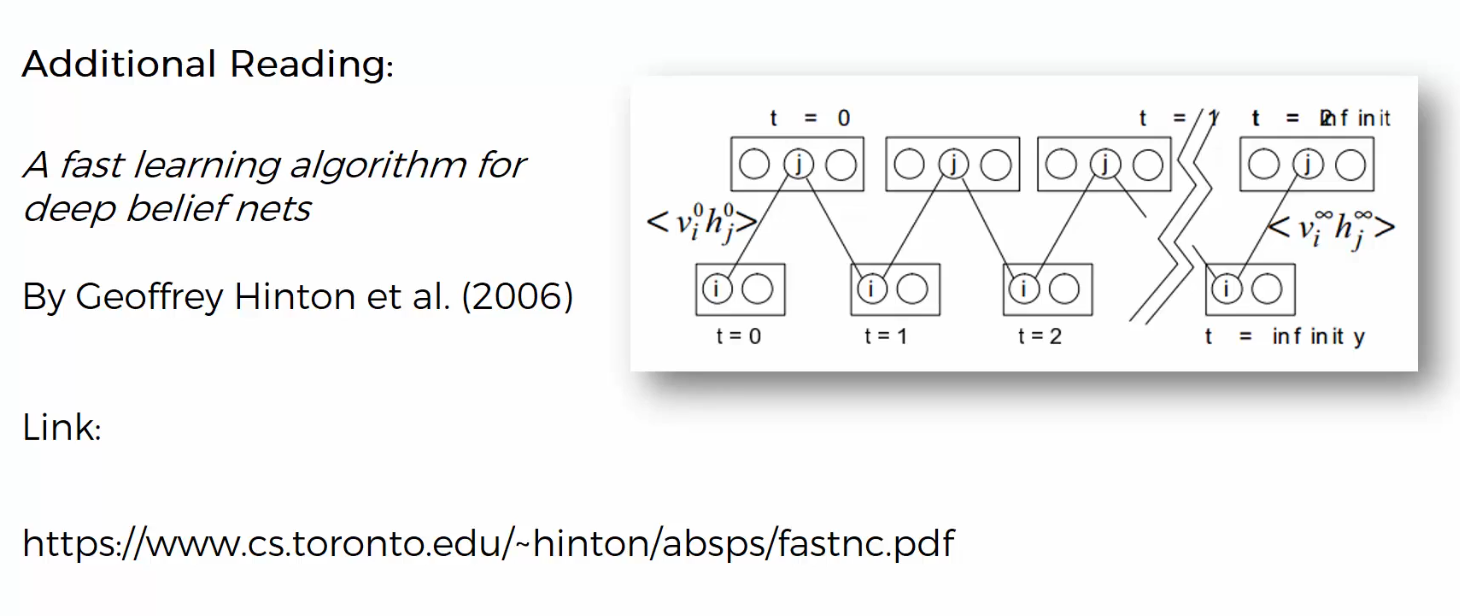 Additional Reading:
A fast learning algorithm for
deep belief nets
By Geoffrey Hinton et al. (2006)
Link:
https://www.cs.toronto.edu/~hinton/absps/fastnc.pdf
t = 0
t = 1
t =
j
j
j
j
<v_i^0 h_j^0>
<v_i^∞ h_j^∞>
i
i
i
i
t = 0
t = 1
t = 2
t = infinity